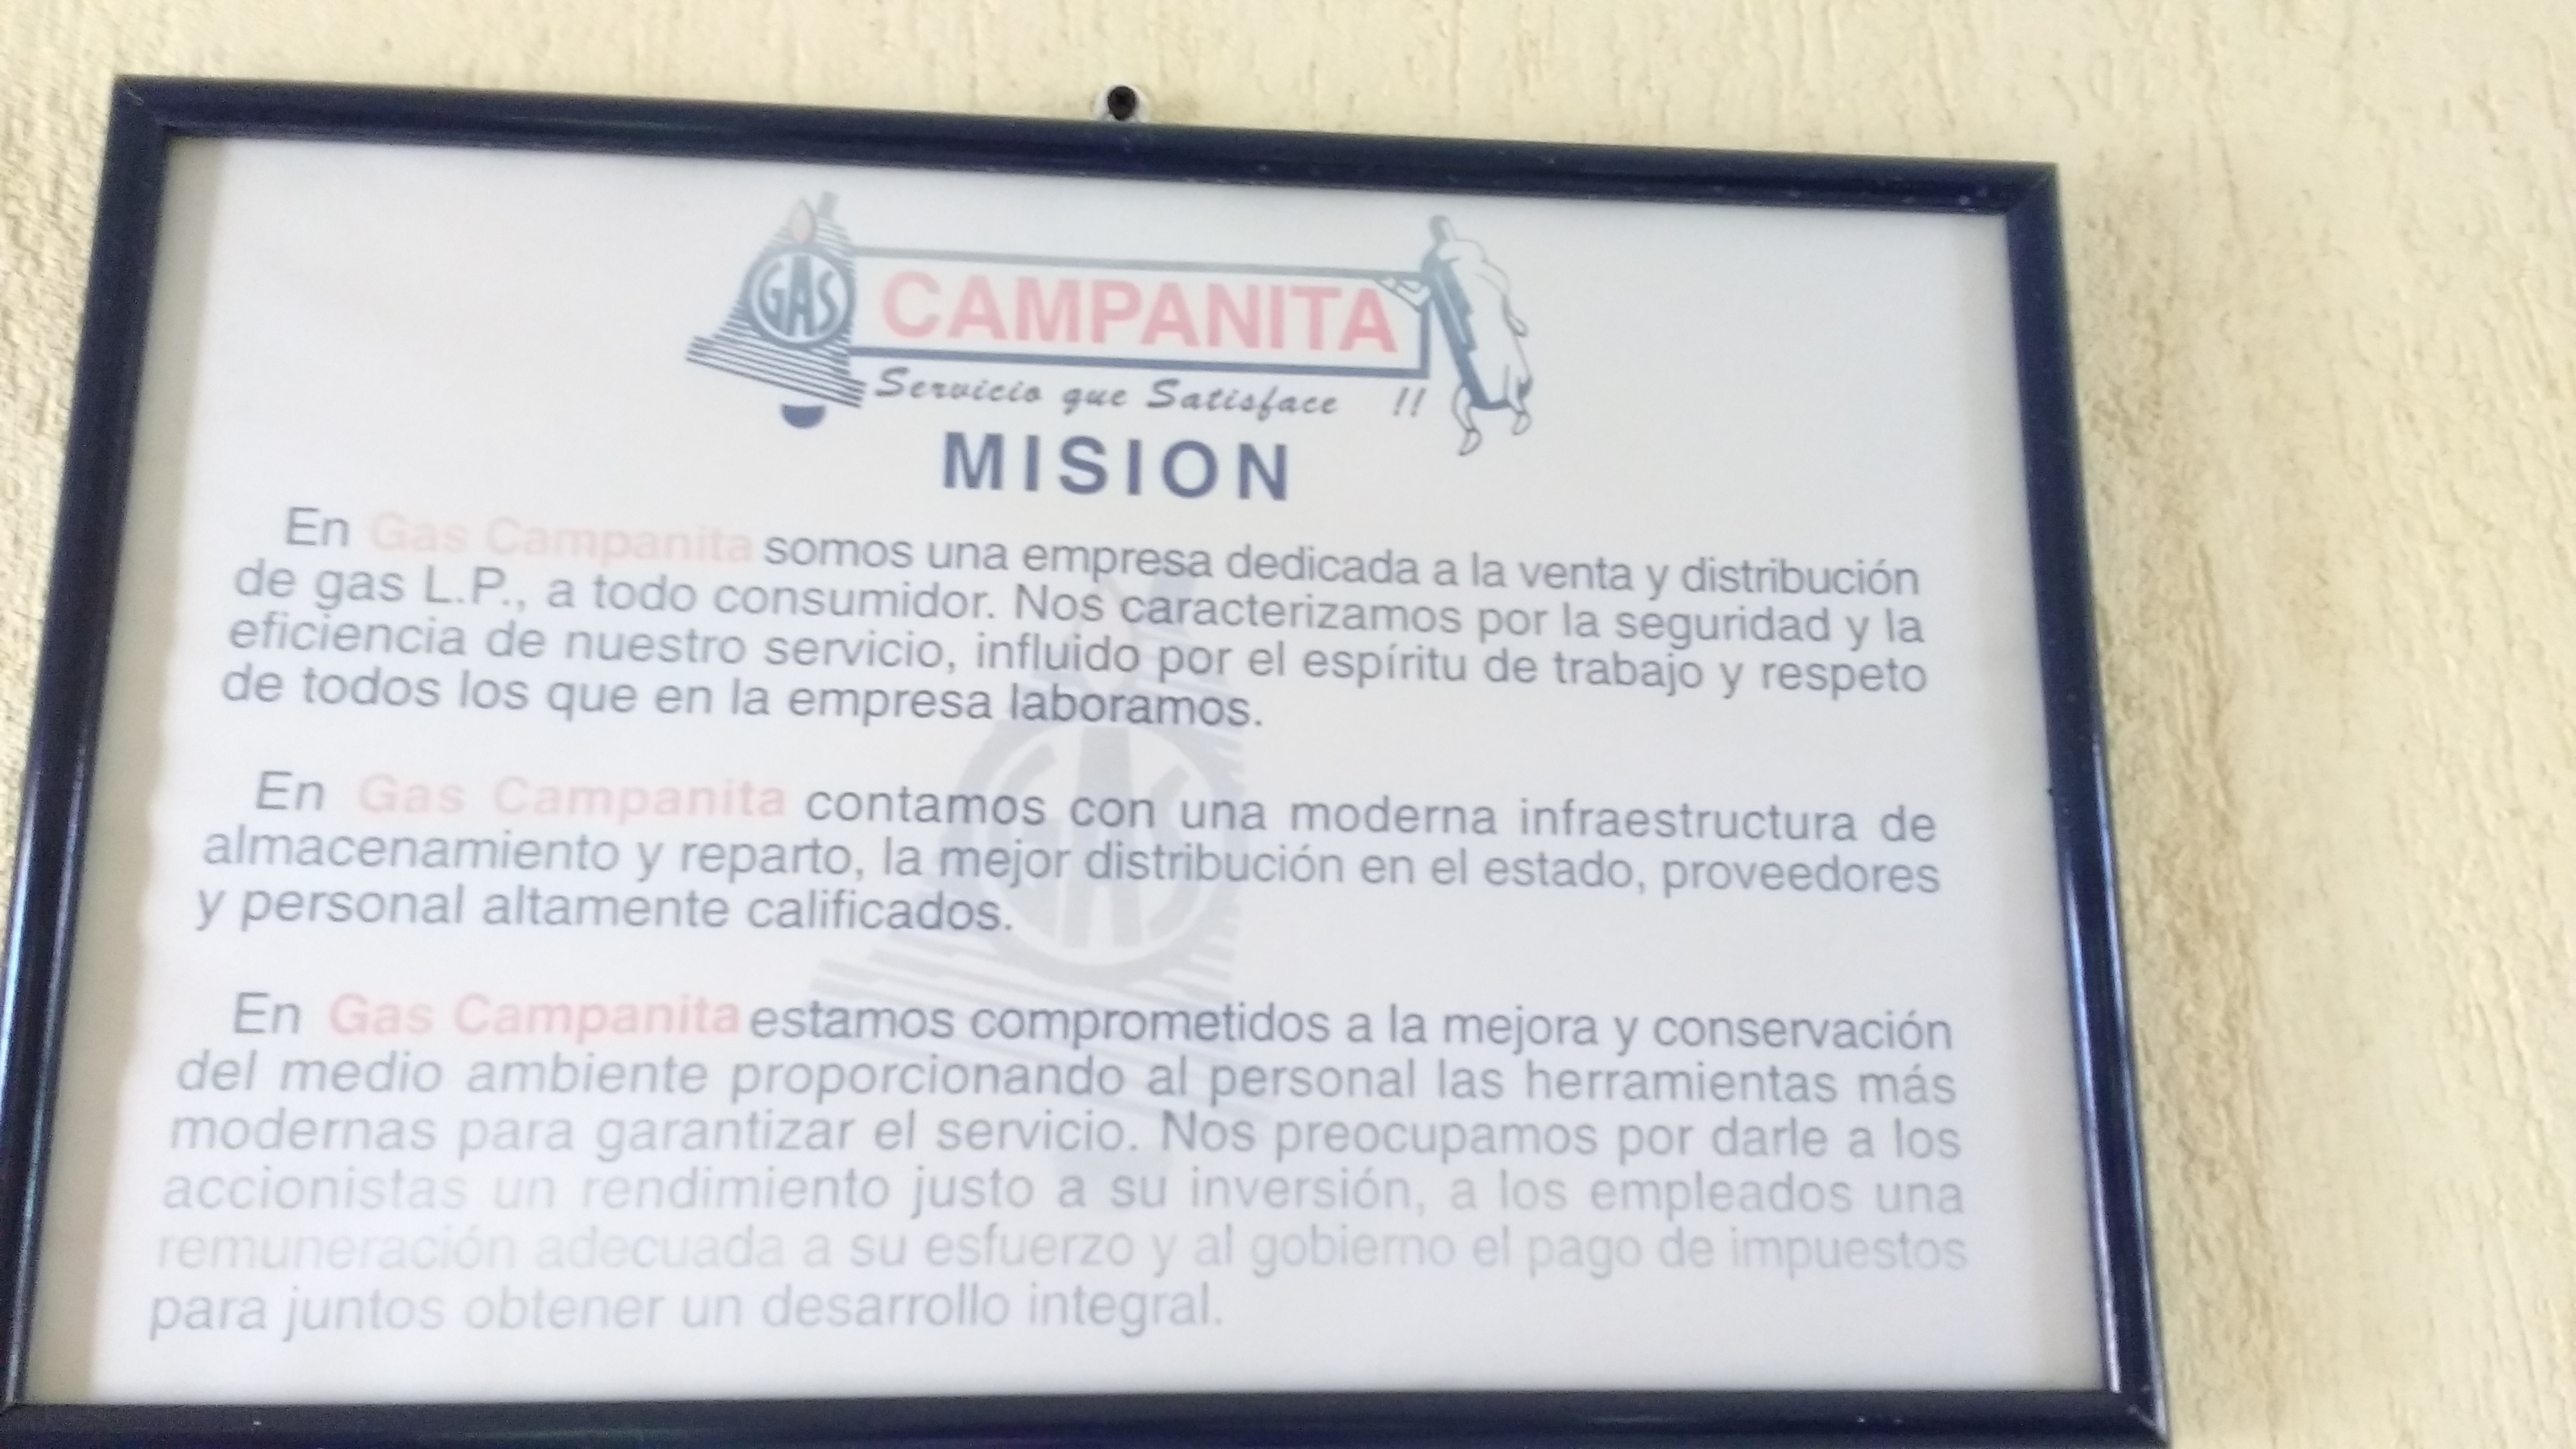 GAS CAMPANITA
Servicio que Satisface !!
MISION
En Gas Campanita somos una empresa dedicada a la venta y distribución
de gas L.P., a todo consumidor. Nos caracterizamos por la seguridad y la
eficiencia de nuestro servicio, influido por el espíritu de trabajo y respeto
de todos los que en la empresa laboramos.
En Gas Campanita contamos con una moderna infraestructura de
almacenamiento y reparto, la mejor distribución en el estado, proveedores
y personal altamente calificados.
En Gas Campanita estamos comprometidos a la mejora y conservación
del medio ambiente proporcionando al personal las herramientas más
modernas para garantizar el servicio. Nos preocupamos por darle a los
accionistas un rendimiento justo a su inversión, a los empleados una
remuneración adecuada a su esfuerzo y al gobierno el pago de impuestos
para juntos obtener un desarrollo integral.
GAS